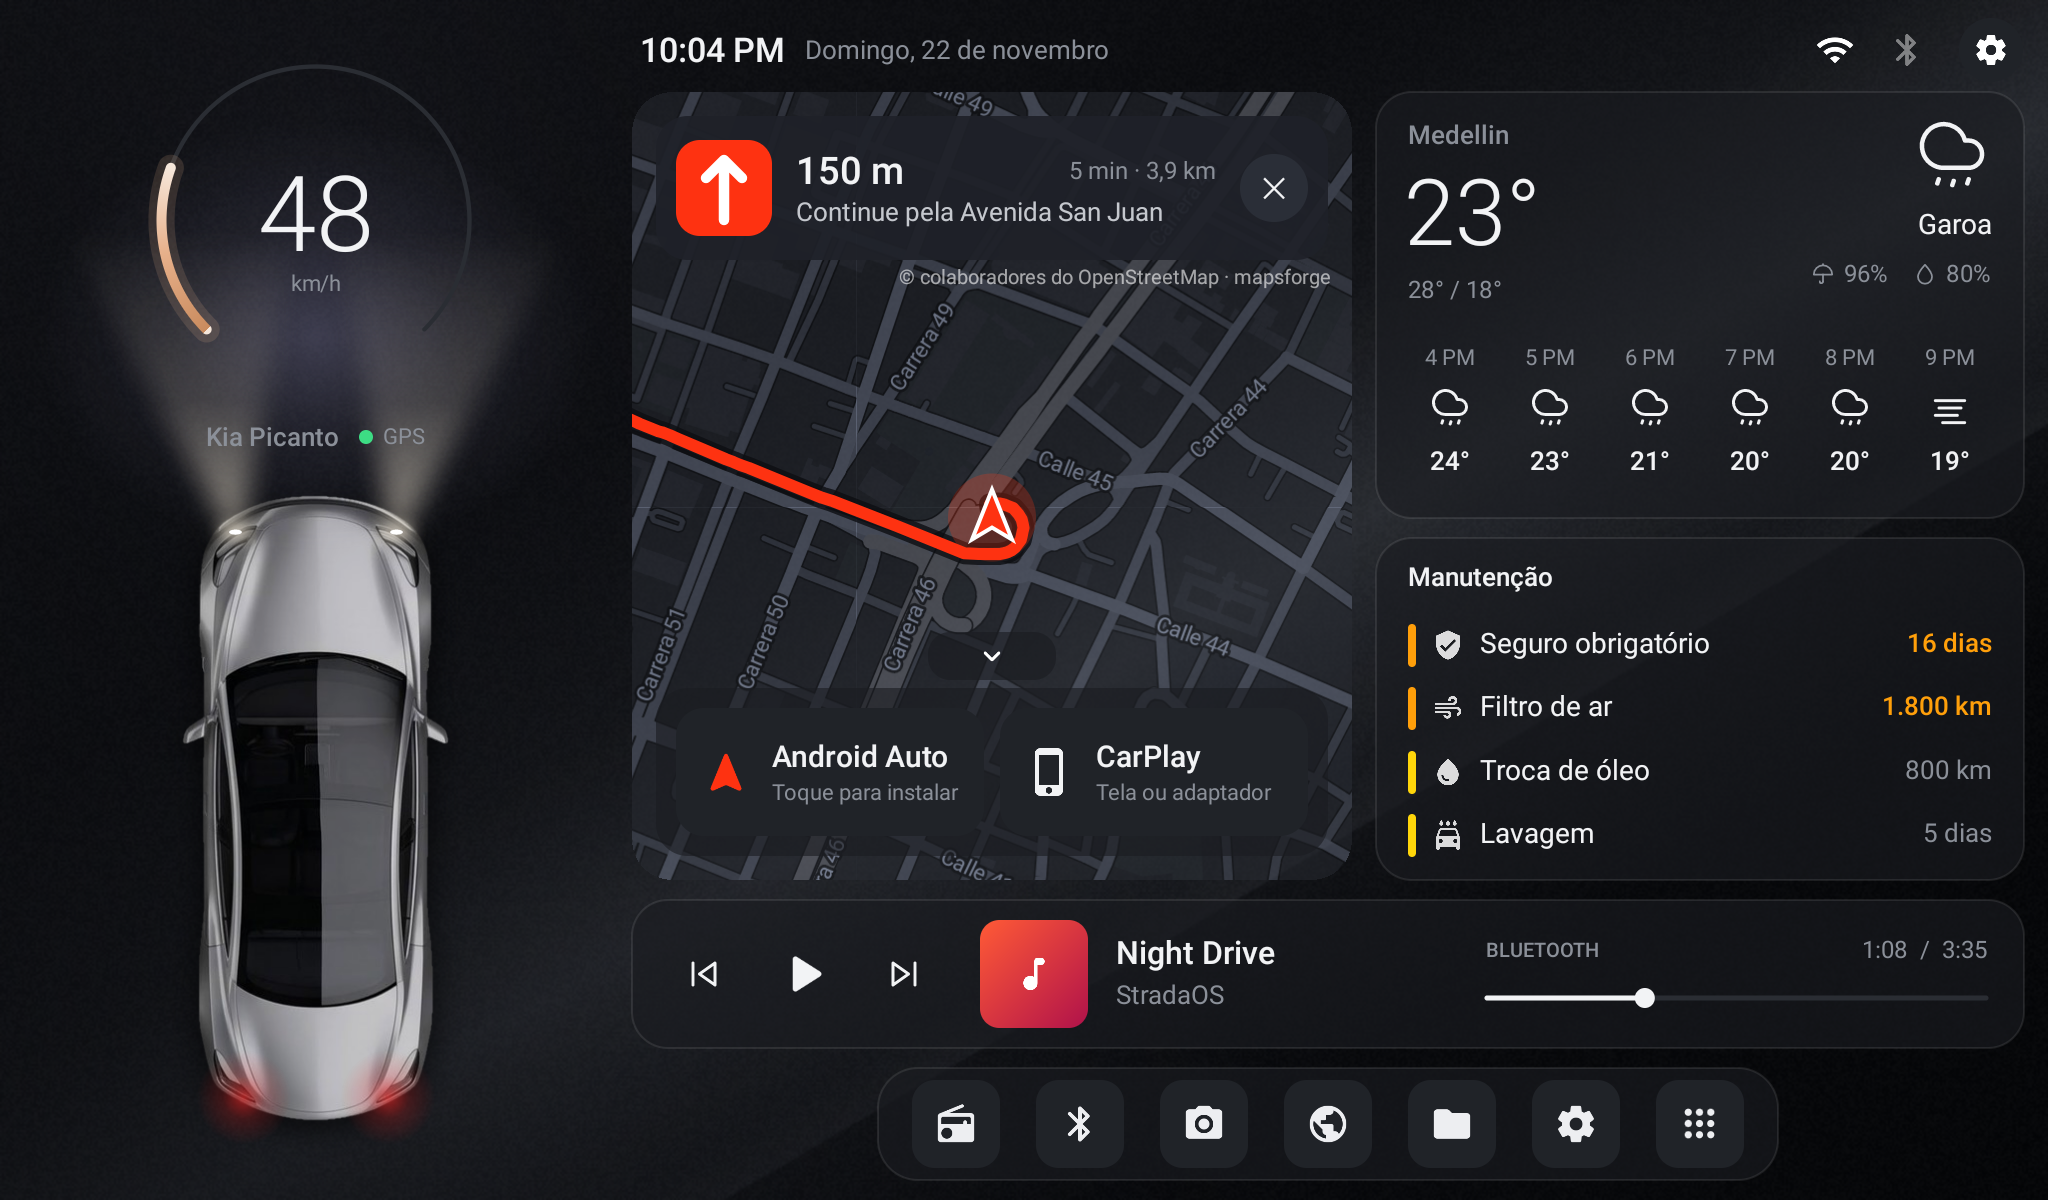 10:04 PM Domingo, 22 de novembro
48
km/h
Kia Picanto GPS
150 m 5 min · 3,9 km
Continue pela Avenida San Juan
© colaboradores do OpenStreetMap · mapsforge
Carrera 49
Carrera 44
Calle 45
Carrera 46
Carrera 50
Carrera 51
Calle 44
Android Auto
Toque para instalar
CarPlay
Tela ou adaptador
Medellin
23°
28° / 18°
Garoa
96% 80%
4 PM 5 PM 6 PM 7 PM 8 PM 9 PM
24° 23° 21° 20° 20° 19°
Manutenção
Seguro obrigatório 16 dias
Filtro de ar 1.800 km
Troca de óleo 800 km
Lavagem 5 dias
Night Drive
StradaOS
BLUETOOTH 1:08 / 3:35